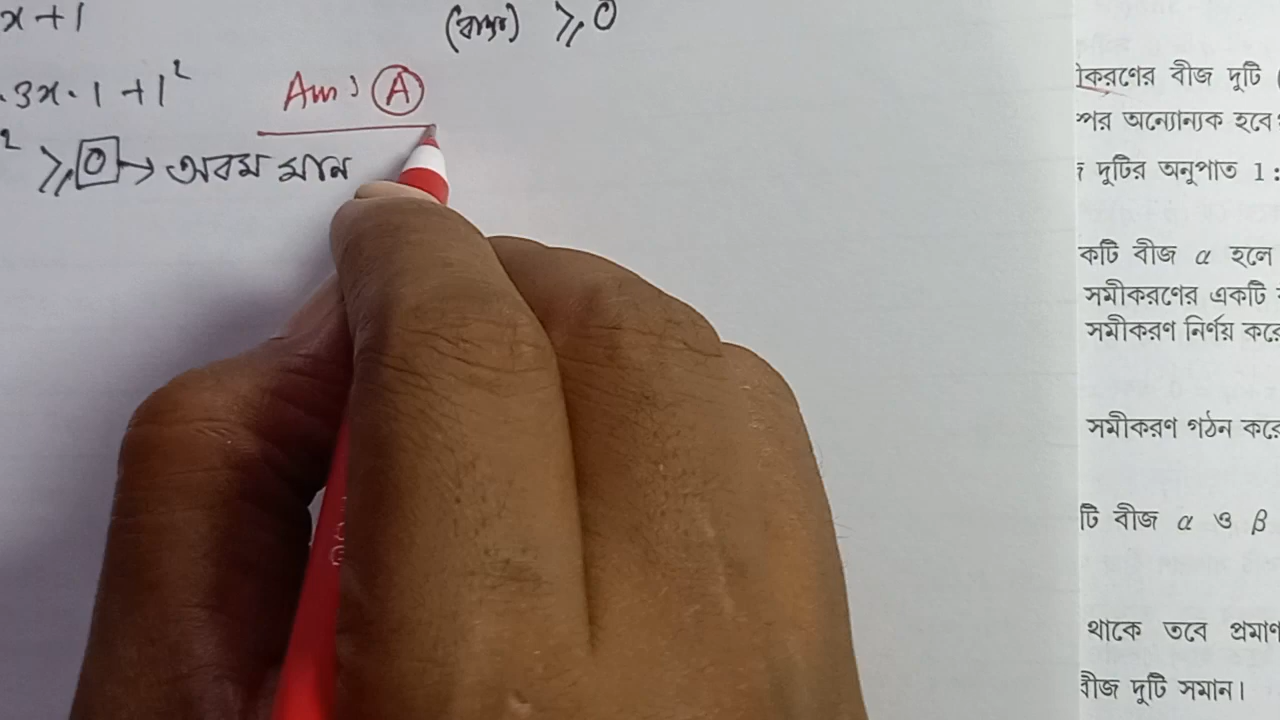 x + 1
(বাস্তব) ≥ 0
. 3x · 1 + 1²
Ans: A
² ≥ 0 → অবম মান
করণের বীজ দুটি (
পর অন্যোন্যক হবে
দুটির অনুপাত 1 :
কটি বীজ α হলে
সমীকরণের একটি
সমীকরণ নির্ণয় করে
সমীকরণ গঠন করে
টি বীজ α ও β
থাকে তবে প্রমাণ
বীজ দুটি সমান।